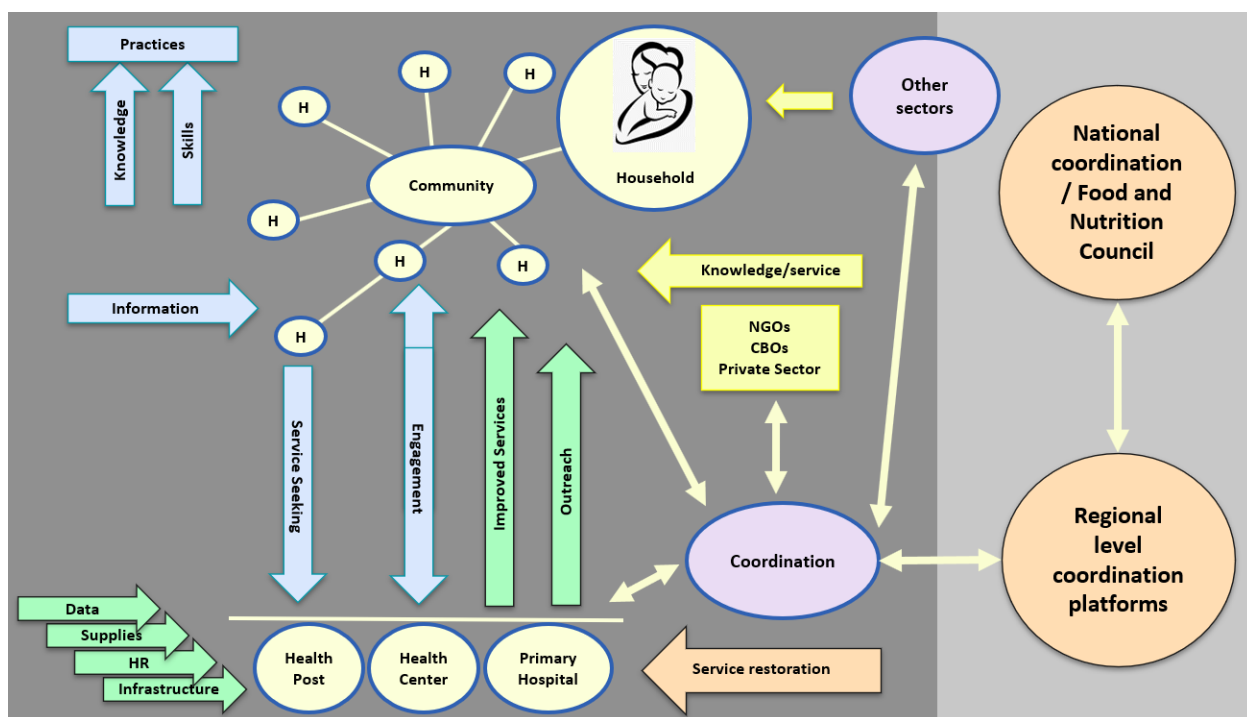 Practices
Knowledge
Skills
H
H
H
Household
Other
sectors
National
coordination
/ Food and
Nutrition
Council
Community
H
H
H
Knowledge/service
Information
H
NGOs
CBOs
Private Sector
Service Seeking
Engagement
Improved Services
Outreach
Coordination
Regional
level
coordination
platforms
Data
Supplies
HR
Infrastructure
Health
Post
Health
Center
Primary
Hospital
Service restoration